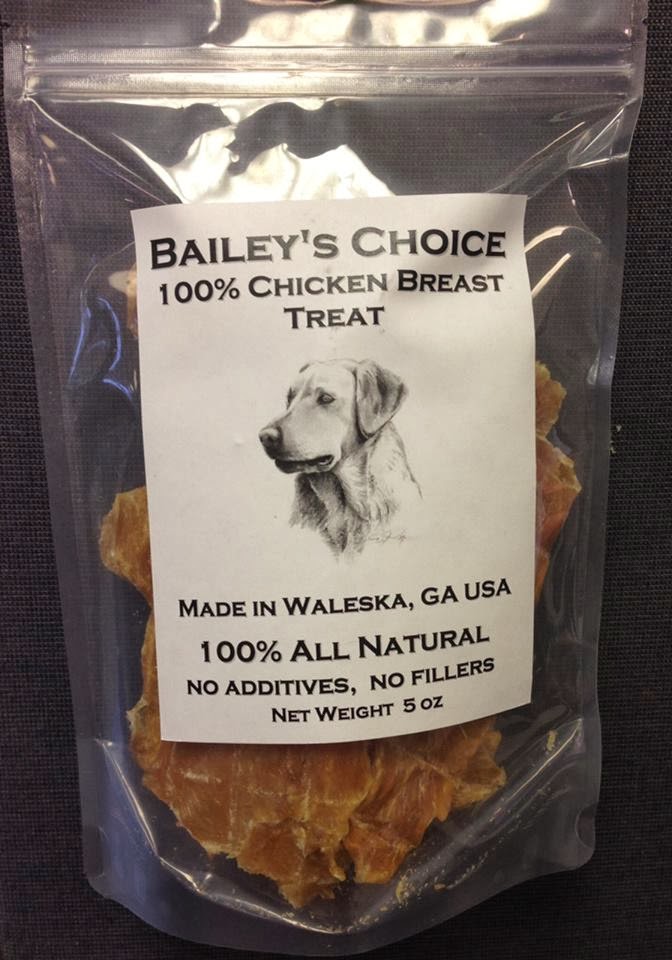 BAILEY'S CHOICE
100% CHICKEN BREAST
TREAT
MADE IN WALESKA, GA USA
100% ALL NATURAL
NO ADDITIVES, NO FILLERS
NET WEIGHT 5 OZ